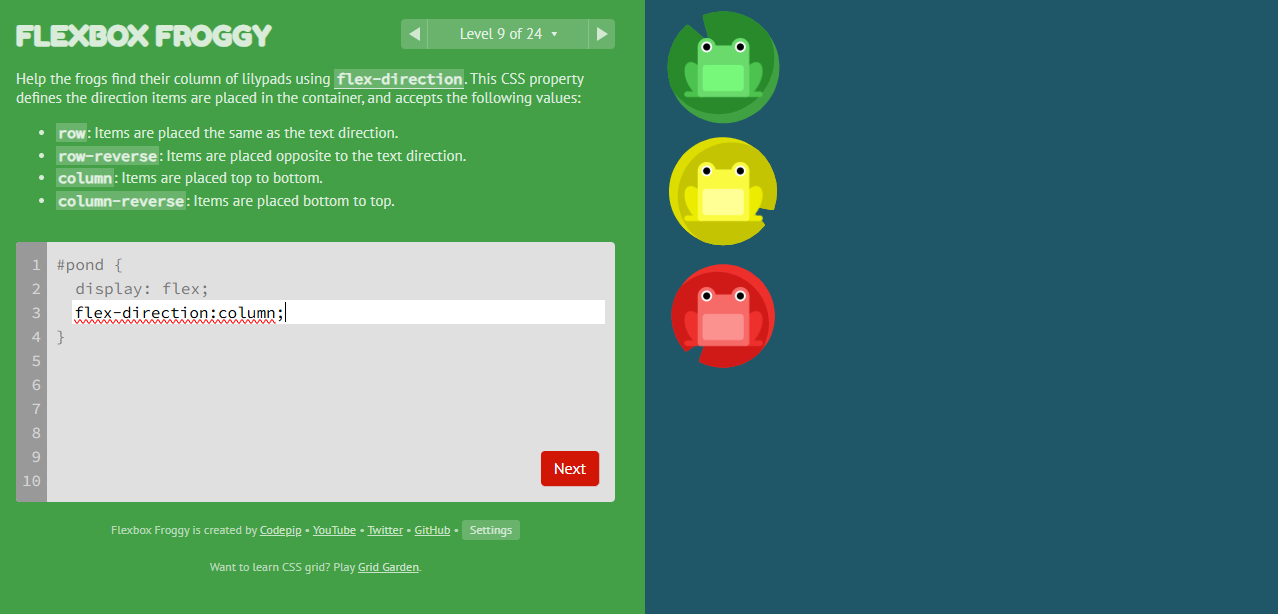 FLEXBOX FROGGY
Level 9 of 24
Help the frogs find their column of lilypads using flex-direction. This CSS property
defines the direction items are placed in the container, and accepts the following values:
row: Items are placed the same as the text direction.
row-reverse: Items are placed opposite to the text direction.
column: Items are placed top to bottom.
column-reverse: Items are placed bottom to top.
1 #pond {
2 display: flex;
3 flex-direction:column;
4 }
5
6
7
8
9
10
Next
Flexbox Froggy is created by Codepip • YouTube • Twitter • GitHub • Settings
Want to learn CSS grid? Play Grid Garden.